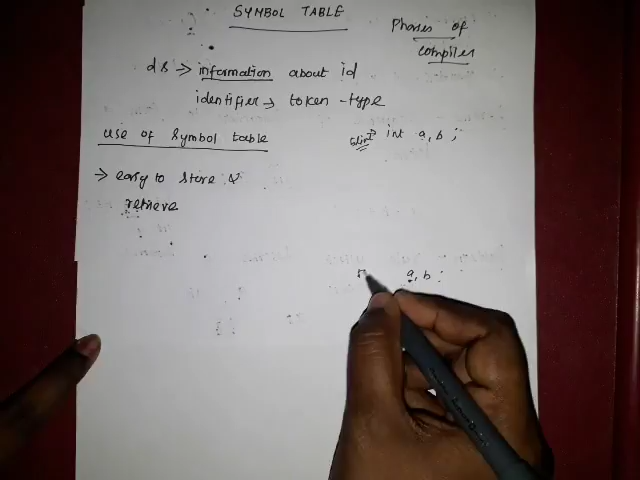 SYMBOL TABLE
Phases of
compiler
ds → information about id
identifier → token - type
use of symbol table
int a, b ;
→ easy to store &
retrieve
a, b ;